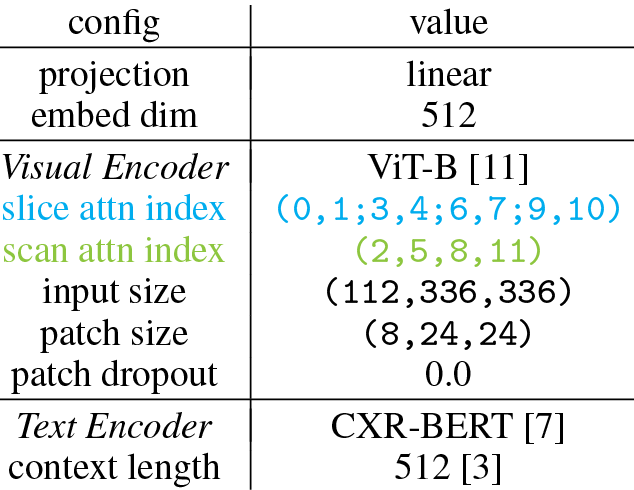 config value
projection linear
embed dim 512
Visual Encoder ViT-B [11]
slice attn index (0,1;3,4;6,7;9,10)
scan attn index (2,5,8,11)
input size (112,336,336)
patch size (8,24,24)
patch dropout 0.0
Text Encoder CXR-BERT [7]
context length 512 [3]